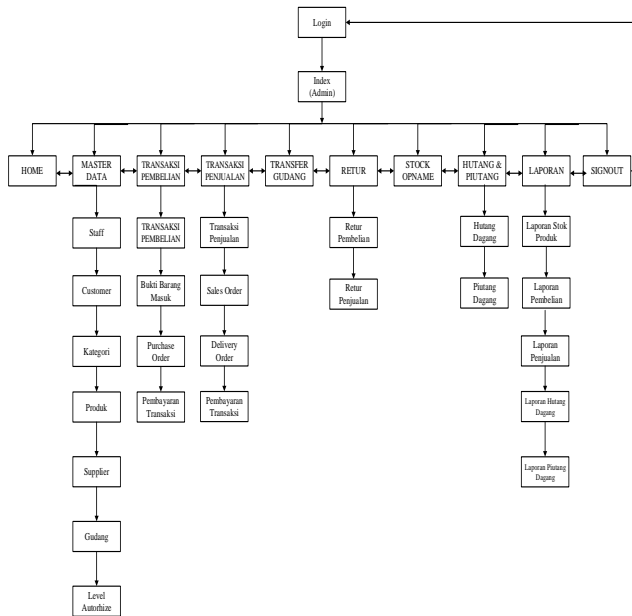 Login
Index
(Admin)
HOME
MASTER
DATA
TRANSAKSI
PEMBELIAN
TRANSAKSI
PENJUALAN
TRANSFER
GUDANG
RETUR
STOCK
OPNAME
HUTANG &
PIUTANG
LAPORAN
SIGNOUT
Staff
Customer
Kategori
Produk
Supplier
Gudang
Level
Autorhize
TRANSAKSI
PEMBELIAN
Bukti Barang
Masuk
Purchase
Order
Pembayaran
Transaksi
Transaksi
Penjualan
Sales Order
Delivery
Order
Pembayaran
Transaksi
Retur
Pembelian
Retur
Penjualan
Hutang
Dagang
Piutang
Dagang
Laporan Stok
Produk
Laporan
Pembelian
Laporan
Penjualan
Laporan Hutang
Dagang
Laporan Piutang
Dagang